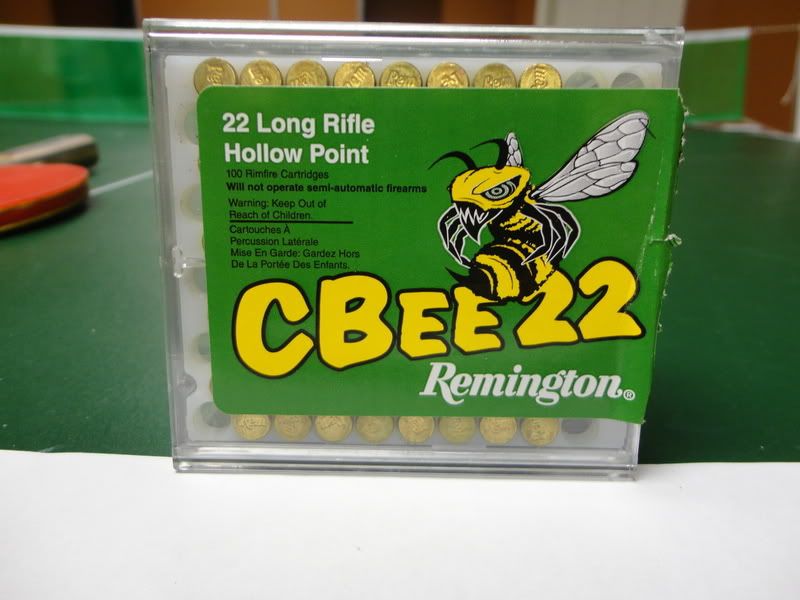 22 Long Rifle
Hollow Point
100 Rimfire Cartridges
Will not operate semi-automatic firearms
Warning: Keep Out of
Reach of Children.
Cartouches À
Percussion Latérale
Mise En Garde: Gardez Hors
De La Portée Des Enfants.
CBEE 22
Remington®